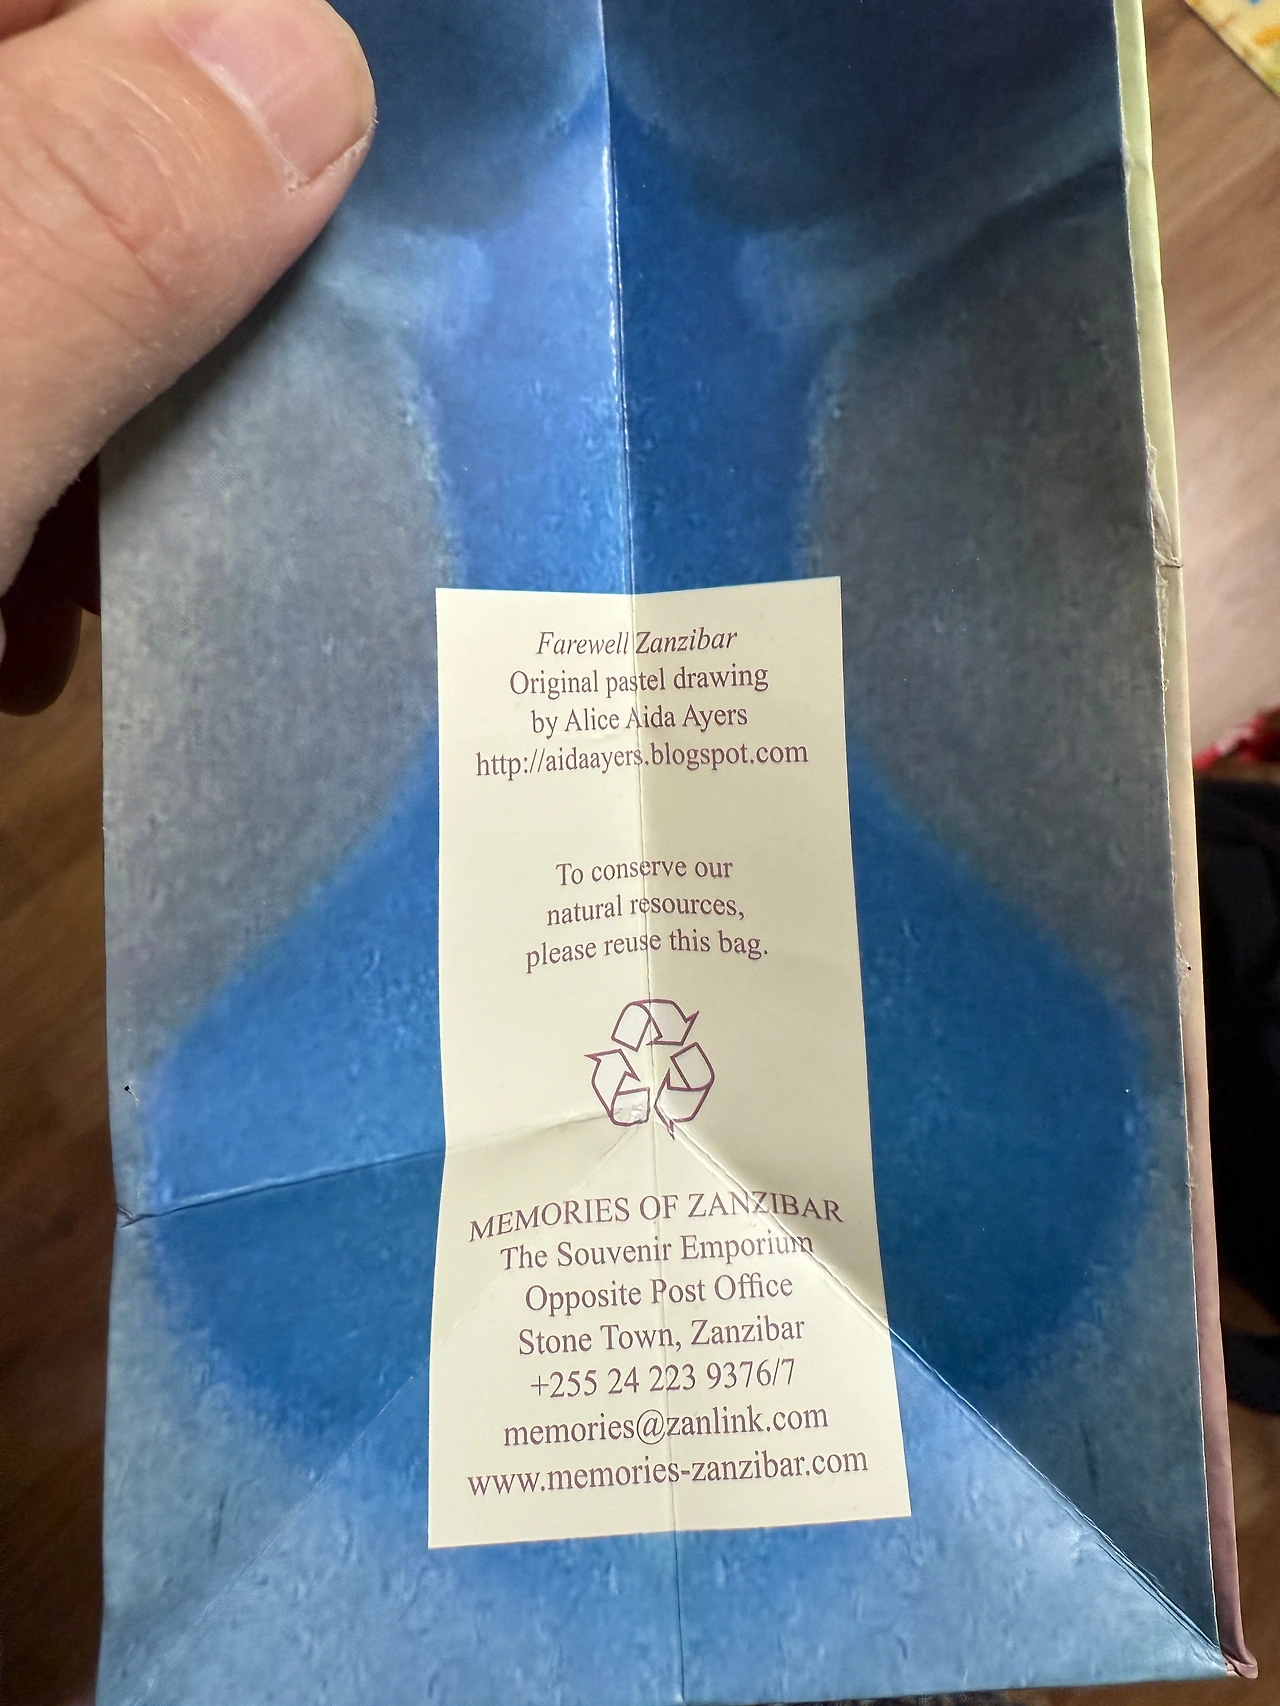 Farewell Zanzibar
Original pastel drawing
by Alice Aida Ayers
http://aidaayers.blogspot.com
To conserve our
natural resources,
please reuse this bag.
MEMORIES OF ZANZIBAR
The Souvenir Emporium
Opposite Post Office
Stone Town, Zanzibar
+255 24 223 9376/7
memories@zanlink.com
www.memories-zanzibar.com